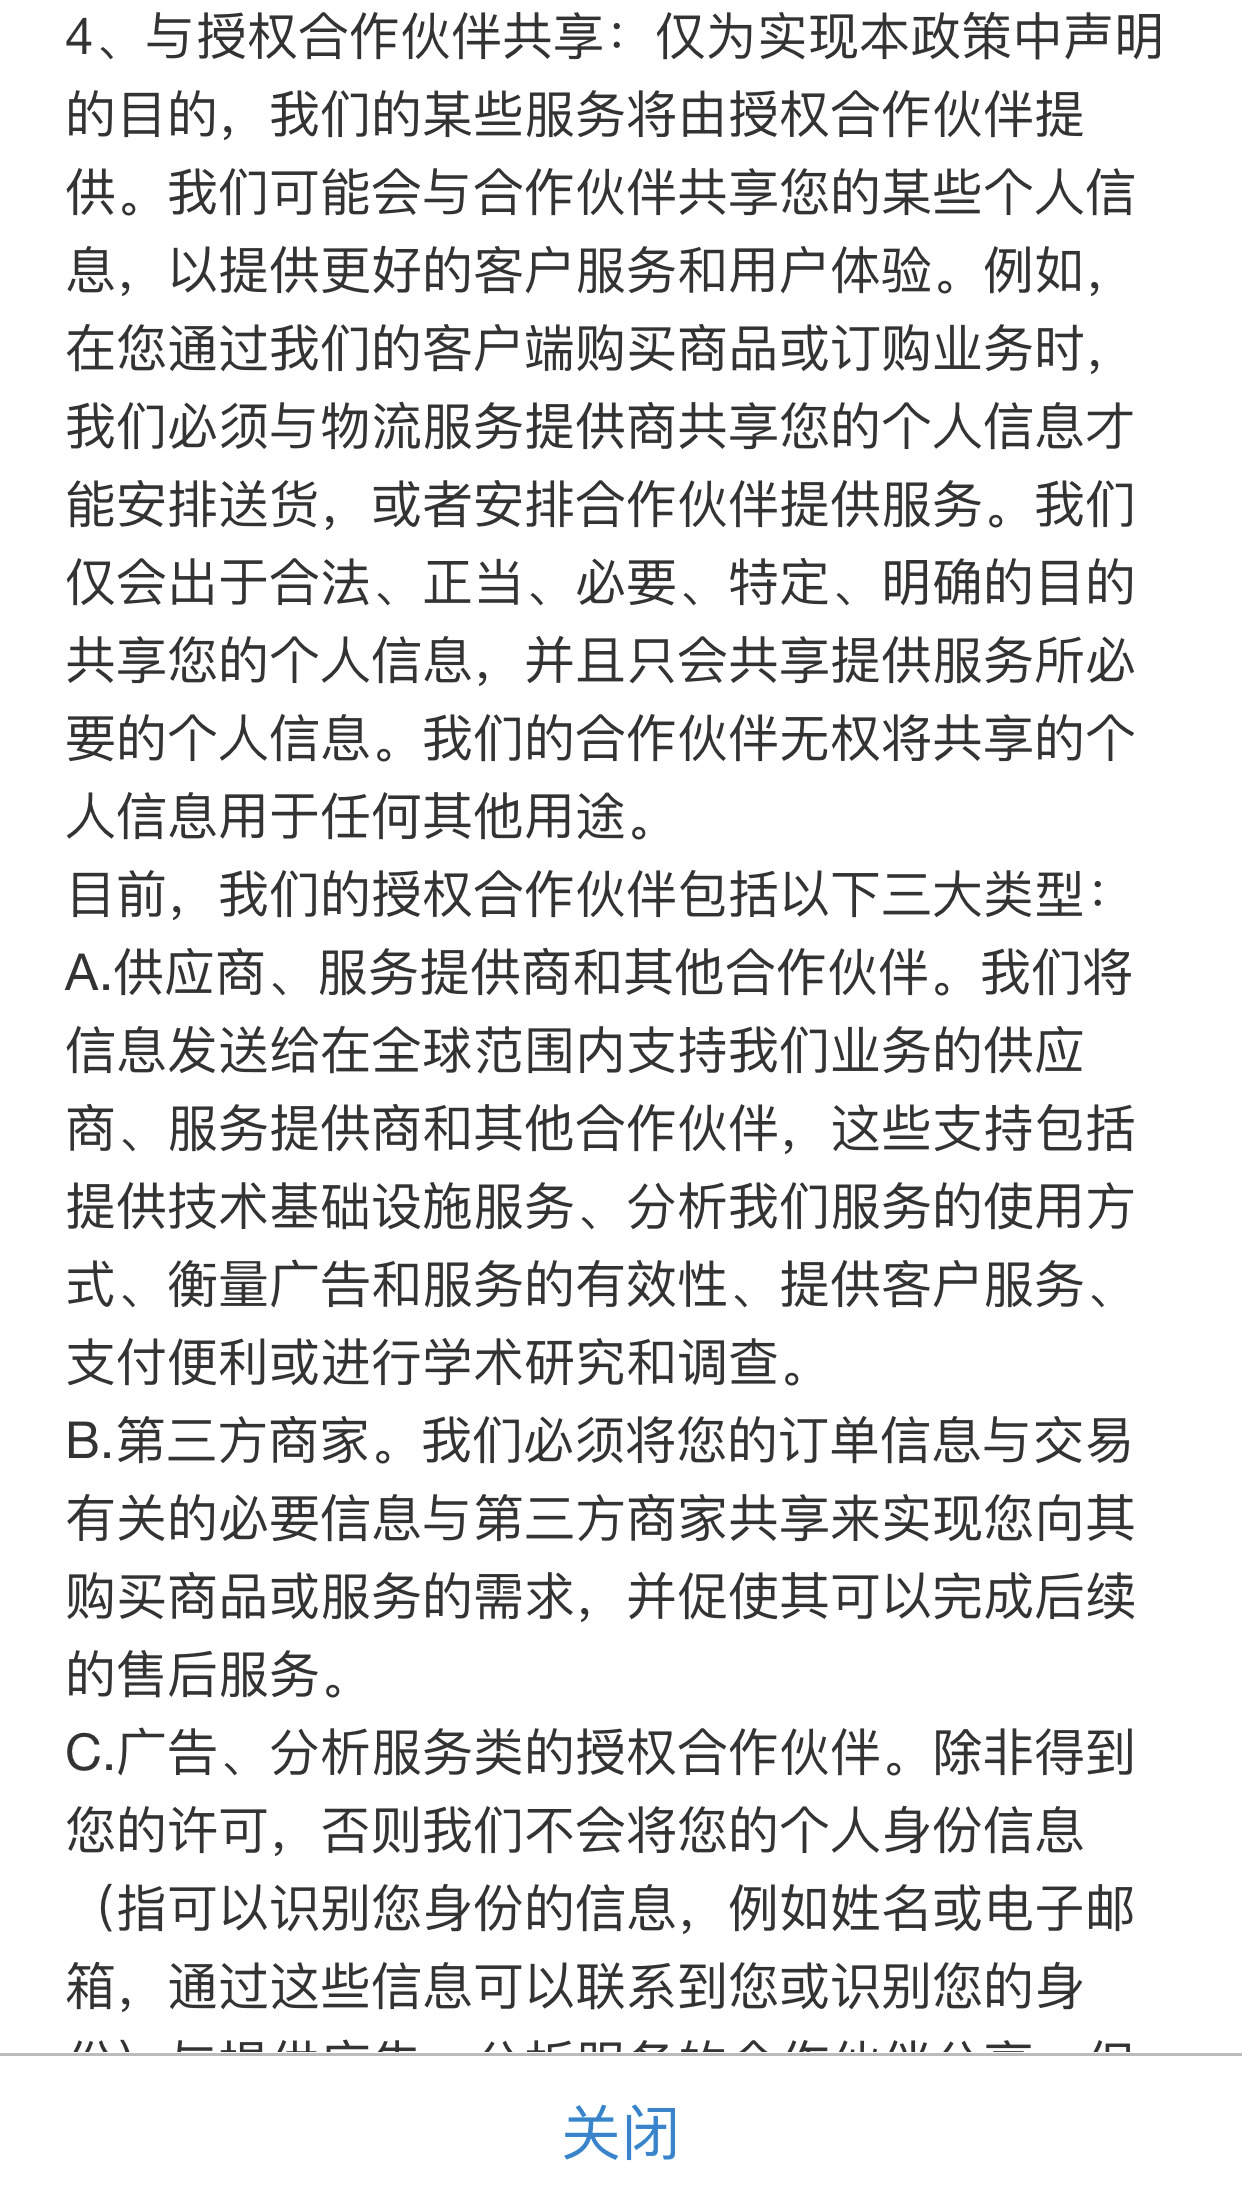 4、与授权合作伙伴共享：仅为实现本政策中声明
的目的，我们的某些服务将由授权合作伙伴提
供。我们可能会与合作伙伴共享您的某些个人信
息，以提供更好的客户服务和用户体验。例如，
在您通过我们的客户端购买商品或订购业务时，
我们必须与物流服务提供商共享您的个人信息才
能安排送货，或者安排合作伙伴提供服务。我们
仅会出于合法、正当、必要、特定、明确的目的
共享您的个人信息，并且只会共享提供服务所必
要的个人信息。我们的合作伙伴无权将共享的个
人信息用于任何其他用途。
目前，我们的授权合作伙伴包括以下三大类型：
A.供应商、服务提供商和其他合作伙伴。我们将
信息发送给在全球范围内支持我们业务的供应
商、服务提供商和其他合作伙伴，这些支持包括
提供技术基础设施服务、分析我们服务的使用方
式、衡量广告和服务的有效性、提供客户服务、
支付便利或进行学术研究和调查。
B.第三方商家。我们必须将您的订单信息与交易
有关的必要信息与第三方商家共享来实现您向其
购买商品或服务的需求，并促使其可以完成后续
的售后服务。
C.广告、分析服务类的授权合作伙伴。除非得到
您的许可，否则我们不会将您的个人身份信息
（指可以识别您身份的信息，例如姓名或电子邮
箱，通过这些信息可以联系到您或识别您的身
份）与提供广告、分析服务的合作伙伴分享。但
关闭